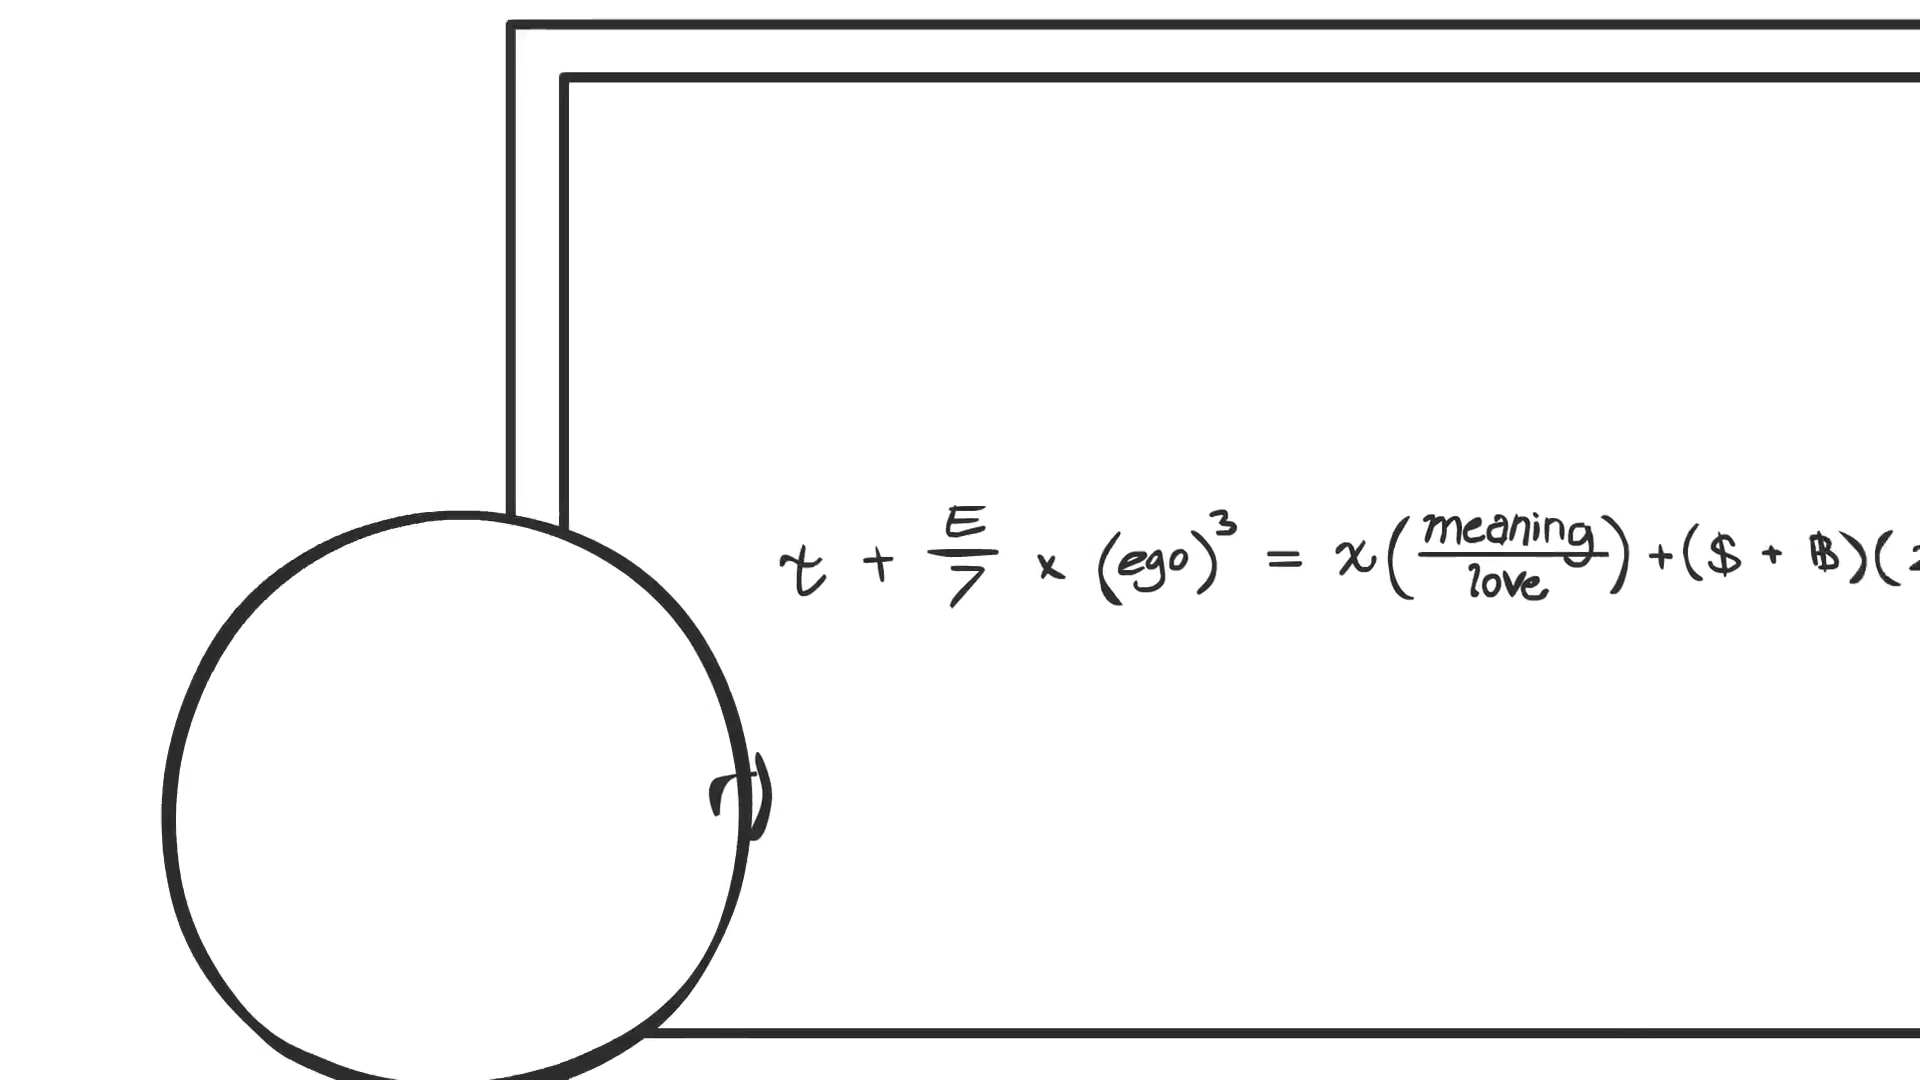 t + E/7 x (ego)³ = x(meaning/love) + ($ + ₿)(